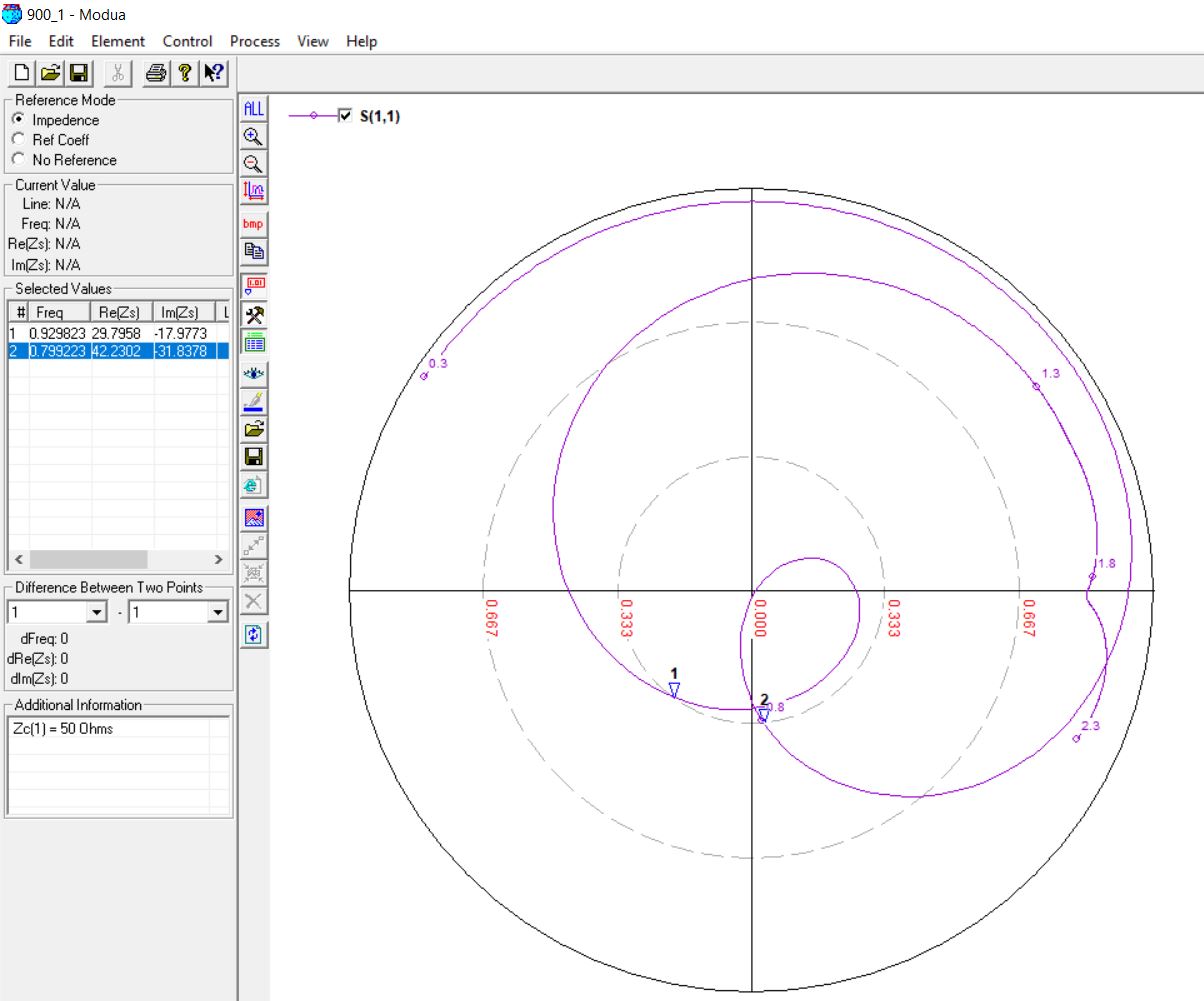 900_1 - Modua
File Edit Element Control Process View Help
Reference Mode
Impedence
Ref Coeff
No Reference
Current Value
Line: N/A
Freq: N/A
Re(Zs): N/A
Im(Zs): N/A
Selected Values
# Freq Re(Zs) Im(Zs) L
1 0.929823 29.7958 -17.9773
2 0.799223 42.2302 -31.8378
Difference Between Two Points
1 - 1
dFreq: 0
dRe(Zs): 0
dIm(Zs): 0
Additional Information
Zc(1) = 50 Ohms
ALL
bmp
1.01
S(1,1)
0.3
1.3
1.8
0.667
0.333
0.000
0.333
0.667
1
2
0.8
2.3